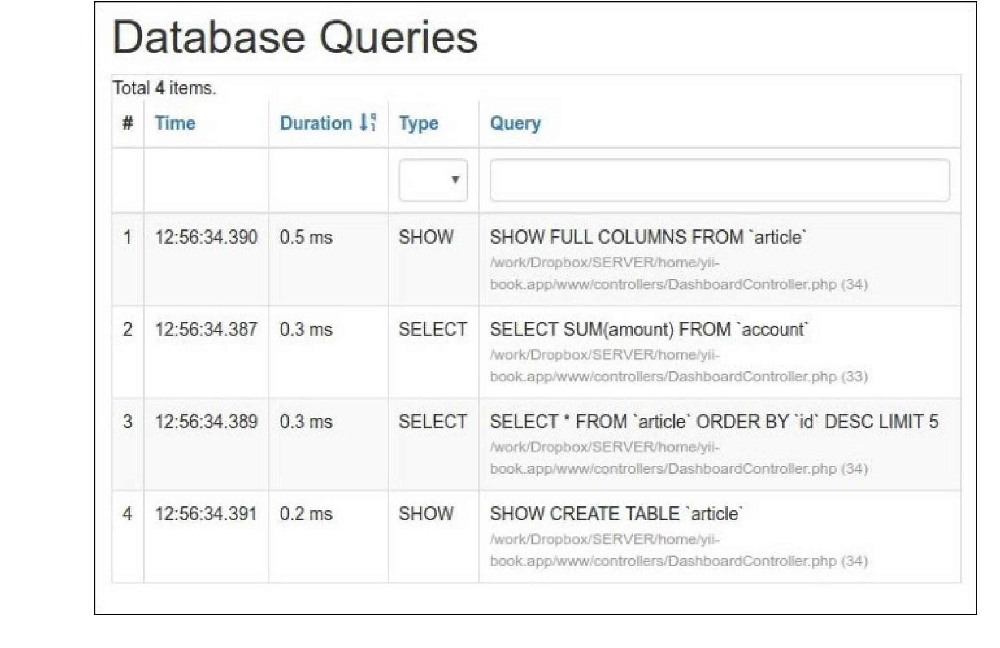 Database Queries
Total 4 items.
# Time Duration Type Query
1 12:56:34.390 0.5 ms SHOW SHOW FULL COLUMNS FROM `article`
/work/Dropbox/SERVER/home/yii-
book.app/www/controllers/DashboardController.php (34)
2 12:56:34.387 0.3 ms SELECT SELECT SUM(amount) FROM `account`
/work/Dropbox/SERVER/home/yii-
book.app/www/controllers/DashboardController.php (33)
3 12:56:34.389 0.3 ms SELECT SELECT * FROM `article` ORDER BY `id` DESC LIMIT 5
/work/Dropbox/SERVER/home/yii-
book.app/www/controllers/DashboardController.php (34)
4 12:56:34.391 0.2 ms SHOW SHOW CREATE TABLE `article`
/work/Dropbox/SERVER/home/yii-
book.app/www/controllers/DashboardController.php (34)